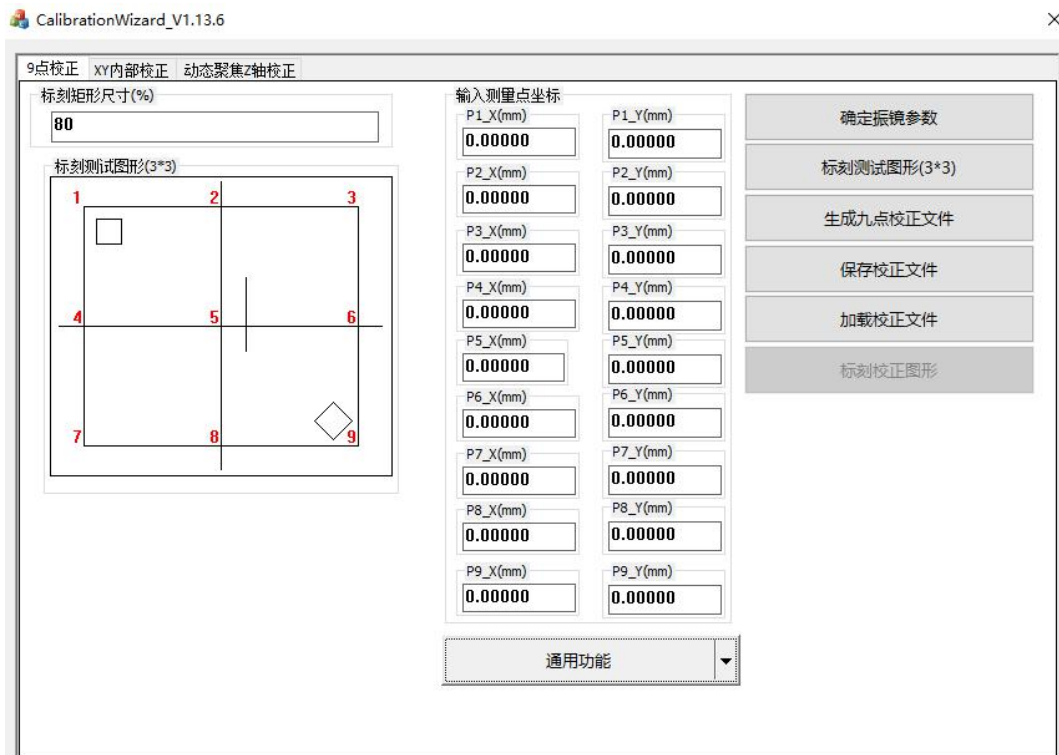 CalibrationWizard_V1.13.6
9点校正 XY内部校正 动态聚焦Z轴校正
标刻矩形尺寸(%)
80
标刻测试图形(3*3)
1 2 3
4 5 6
7 8 9
输入测量点坐标
P1_X(mm) P1_Y(mm)
0.00000 0.00000
P2_X(mm) P2_Y(mm)
0.00000 0.00000
P3_X(mm) P3_Y(mm)
0.00000 0.00000
P4_X(mm) P4_Y(mm)
0.00000 0.00000
P5_X(mm) P5_Y(mm)
0.00000 0.00000
P6_X(mm) P6_Y(mm)
0.00000 0.00000
P7_X(mm) P7_Y(mm)
0.00000 0.00000
P8_X(mm) P8_Y(mm)
0.00000 0.00000
P9_X(mm) P9_Y(mm)
0.00000 0.00000
通用功能
确定振镜参数
标刻测试图形(3*3)
生成九点校正文件
保存校正文件
加载校正文件
标刻校正图形